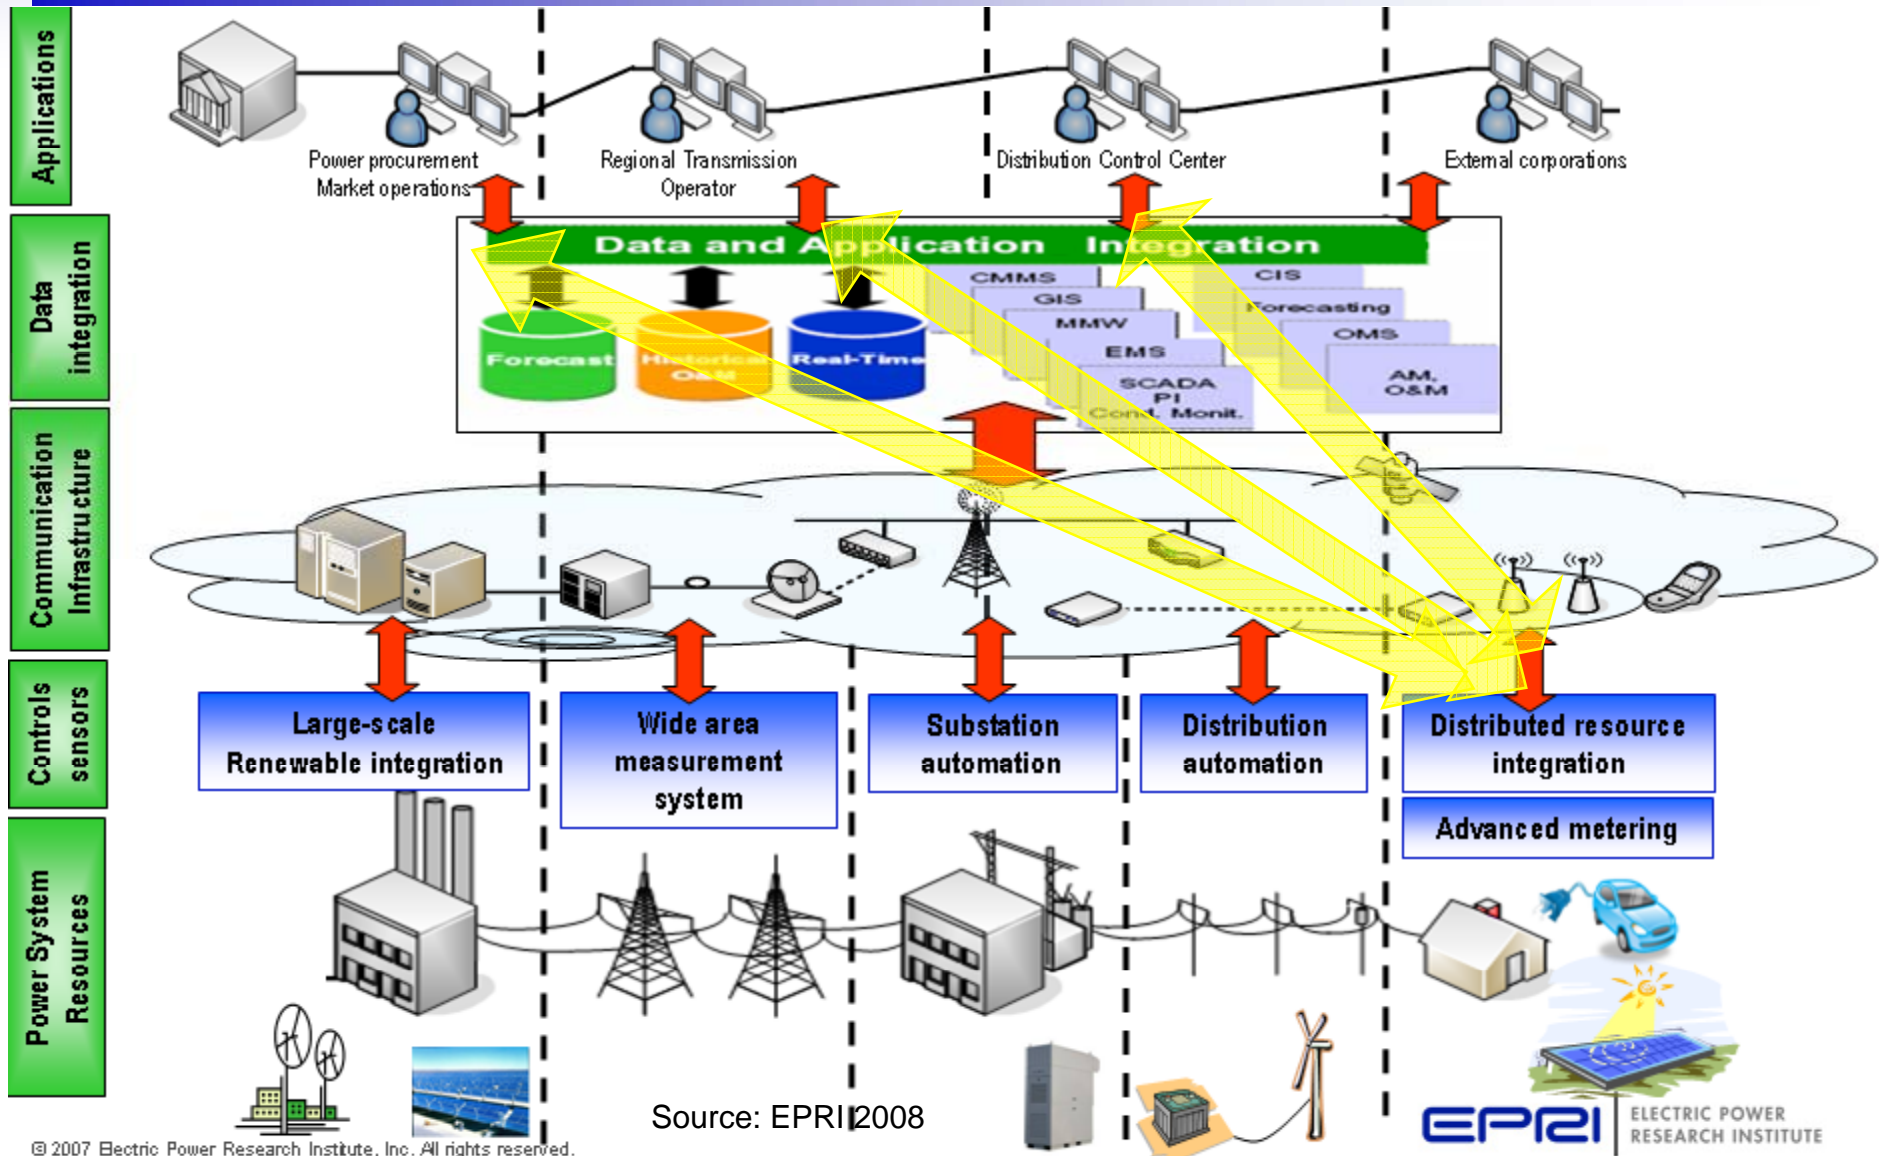 Applications
Power procurement
Market operations
Regional Transmission
Operator
Distribution Control Center
External corporations
Data
integration
Data and Application Integration
Forecast
Historical
O&M
Real-Time
CMMS
GIS
MMW
EMS
SCADA
PI
Cond. Monit.
CIS
Forecasting
OMS
AM,
O&M
Communication
Infrastructure
Controls
sensors
Large-scale
Renewable integration
Wide area
measurement
system
Substation
automation
Distribution
automation
Distributed resource
integration
Advanced metering
Power System
Resources
Source: EPRI 2008
EPRI
ELECTRIC POWER
RESEARCH INSTITUTE
© 2007 Electric Power Research Institute, Inc. All rights reserved.